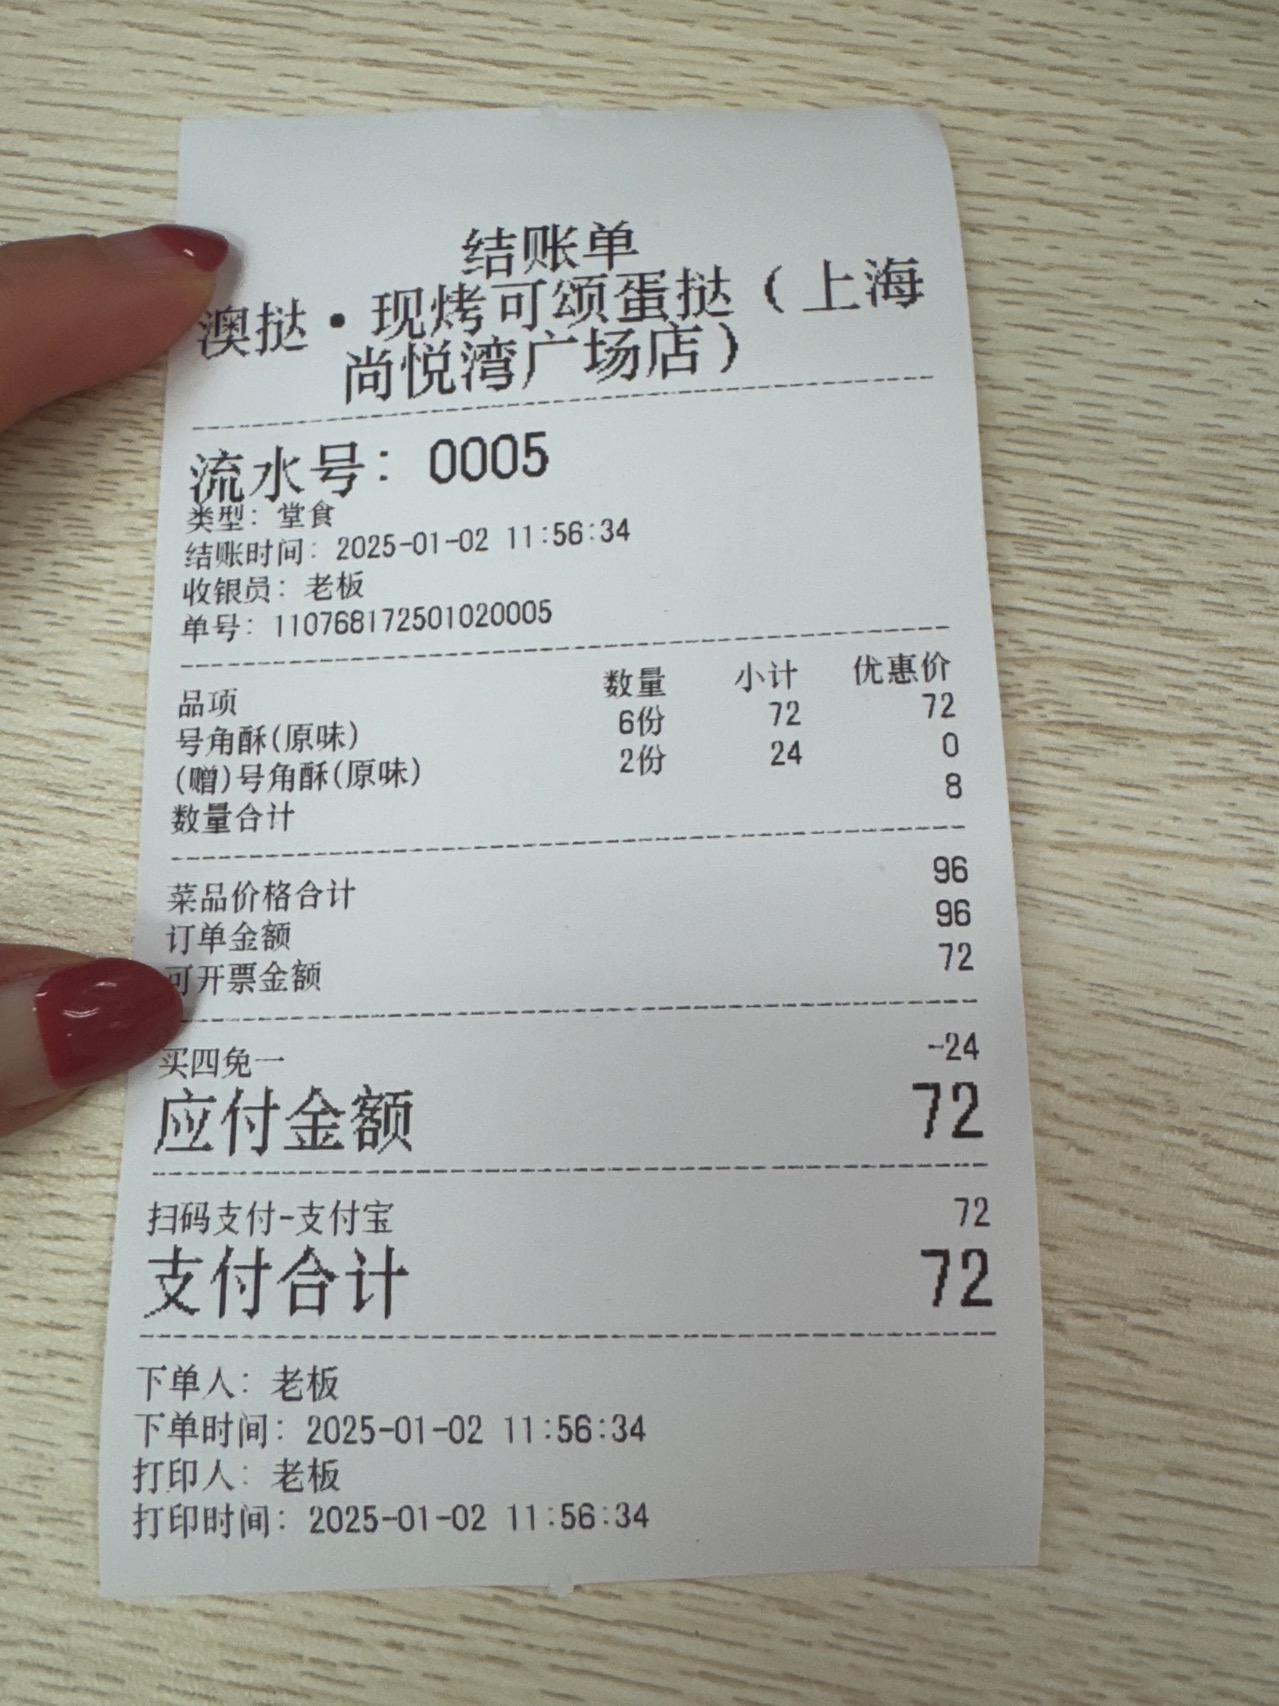 结账单
澳挞·现烤可颂蛋挞（上海
尚悦湾广场店）
流水号: 0005
类型: 堂食
结账时间: 2025-01-02 11:56:34
收银员: 老板
单号: 110768172501020005
品项 数量 小计 优惠价
号角酥(原味) 6份 72 72
(赠)号角酥(原味) 2份 24 0
数量合计 8
菜品价格合计 96
订单金额 96
可开票金额 72
买四免一 -24
应付金额 72
扫码支付-支付宝 72
支付合计 72
下单人: 老板
下单时间: 2025-01-02 11:56:34
打印人: 老板
打印时间: 2025-01-02 11:56:34